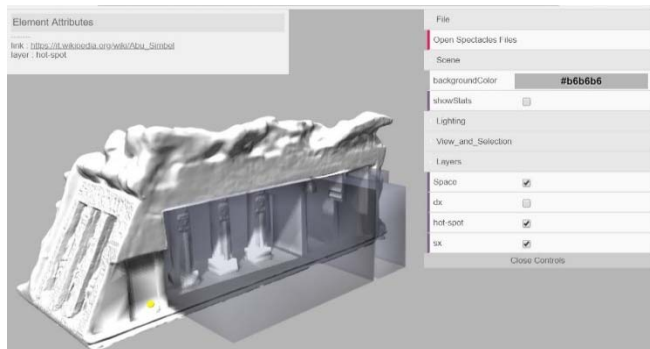 Element Attributes
link : https://it.wikipedia.org/wiki/Abu_Simbel
layer : hot-spot
File
Open Spectacles Files
Scene
backgroundColor #b6b6b6
showStats
Lighting
View_and_Selection
Layers
Space
dx
hot-spot
sx
Close Controls